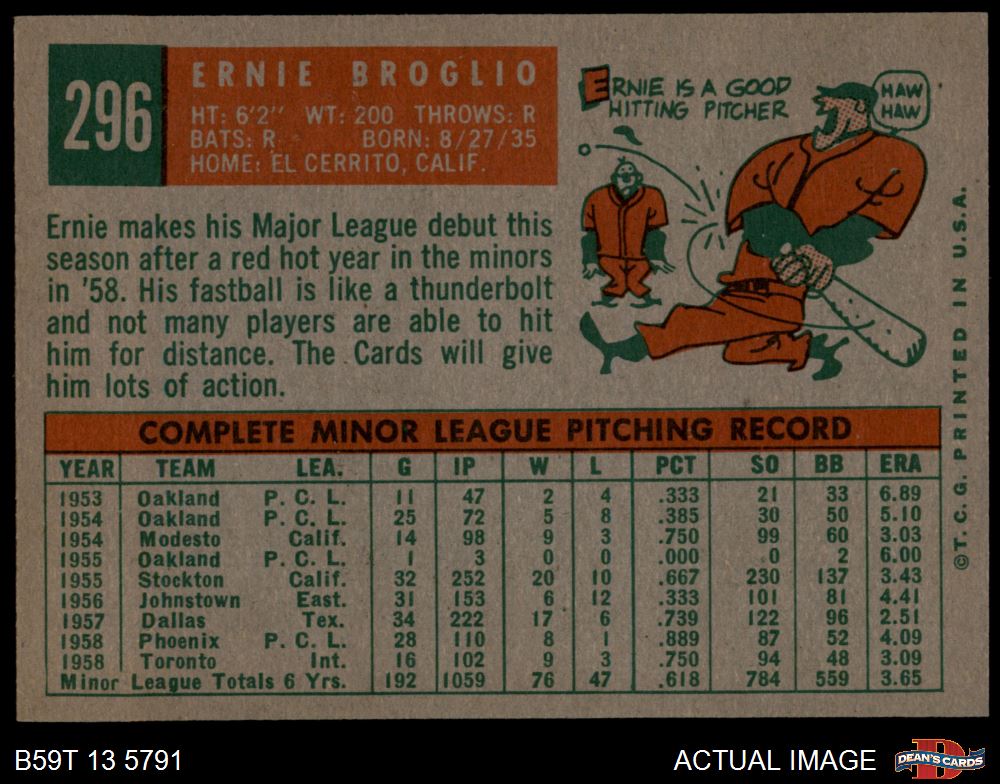 296
ERNIE BROGLIO
HT: 6'2" WT: 200 THROWS: R
BATS: R BORN: 8/27/35
HOME: EL CERRITO, CALIF.
ERNIE IS A GOOD
HITTING PITCHER
HAW
HAW
Ernie makes his Major League debut this
season after a red hot year in the minors
in '58. His fastball is like a thunderbolt
and not many players are able to hit
him for distance. The Cards will give
him lots of action.
COMPLETE MINOR LEAGUE PITCHING RECORD
YEAR TEAM LEA. G IP W L PCT SO BB ERA
1953 Oakland P. C. L. 11 47 2 4 .333 21 33 6.89
1954 Oakland P. C. L. 25 72 5 8 .385 30 50 5.10
1954 Modesto Calif. 14 98 9 3 .750 99 60 3.03
1955 Oakland P. C. L. 1 3 0 0 .000 0 2 6.00
1955 Stockton Calif. 32 252 20 10 .667 230 137 3.43
1956 Johnstown East. 31 153 6 12 .333 101 81 4.41
1957 Dallas Tex. 34 222 17 6 .739 122 96 2.51
1958 Phoenix P. C. L. 28 110 8 1 .889 87 52 4.09
1958 Toronto Int. 16 102 9 3 .750 94 48 3.09
Minor League Totals 6 Yrs. 192 1059 76 47 .618 784 559 3.65
©T. C. G. PRINTED IN U.S.A.
B59T 13 5791
ACTUAL IMAGE
DEAN'S CARDS